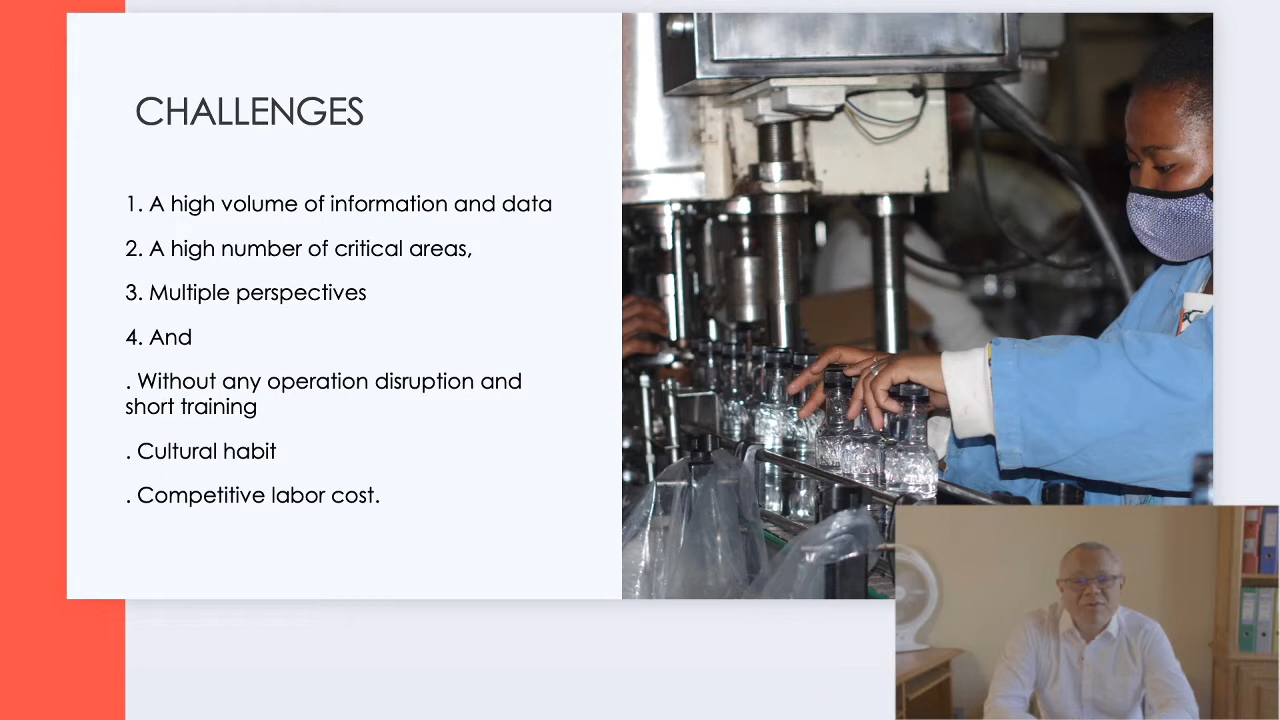 CHALLENGES
1. A high volume of information and data
2. A high number of critical areas,
3. Multiple perspectives
4. And
. Without any operation disruption and
short training
. Cultural habit
. Competitive labor cost.